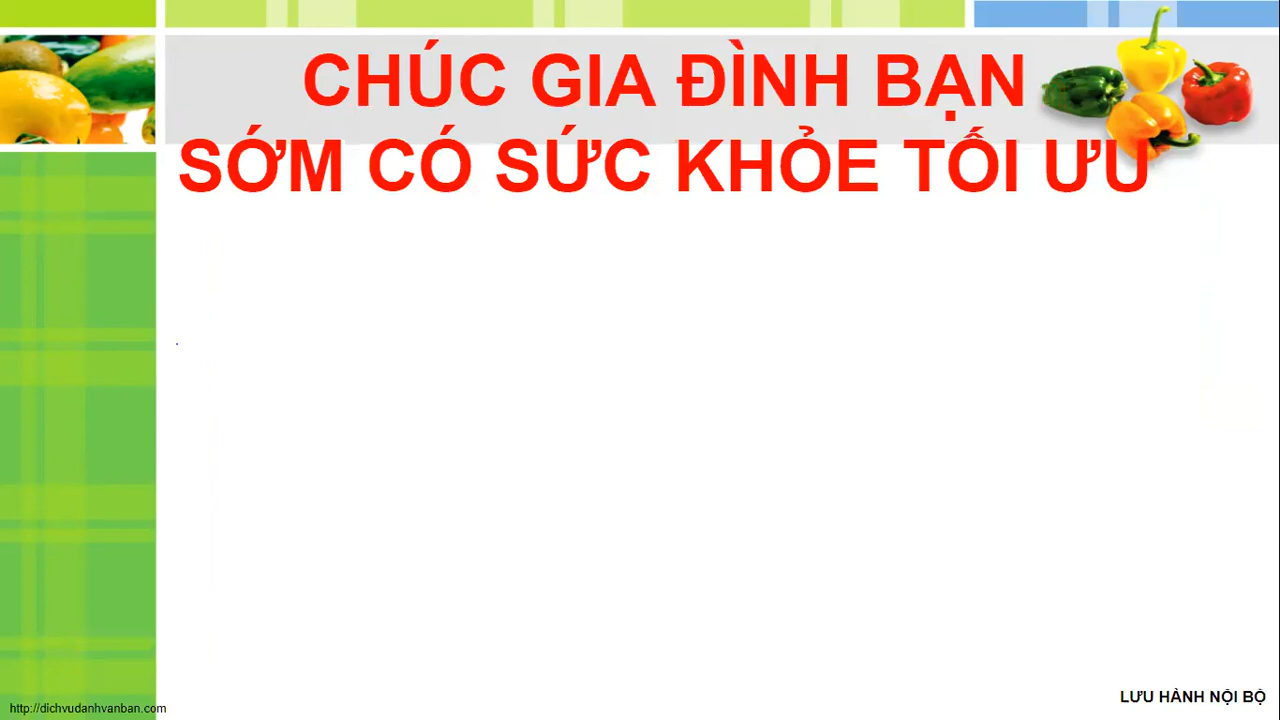 CHÚC GIA ĐÌNH BẠN
SỚM CÓ SỨC KHỎE TỐI ƯU
LƯU HÀNH NỘI BỘ
http://dichvudanhvanban.com